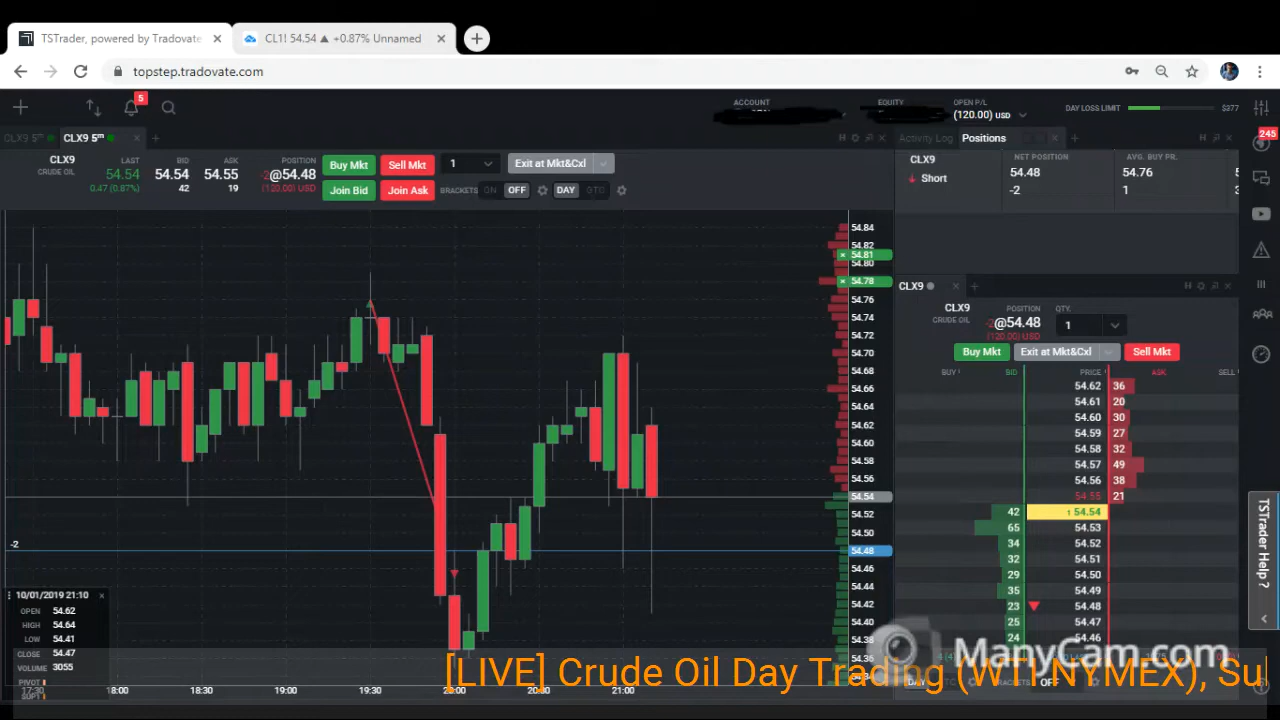 TSTrader, powered by Tradovate
CL1! 54.54 ▲ +0.87% Unnamed
topstep.tradovate.com
5
ACCOUNT
EQUITY
OPEN P/L
(120.00) USD
DAY LOSS LIMIT
$277
CLX9 5m
CLX9 5m
Activity Log
Positions
245
CLX9
CRUDE OIL
LAST
54.54
0.47 (0.87%)
BID
54.54
42
ASK
54.55
19
POSITION
-2@54.48
(120.00) USD
Buy Mkt
Sell Mkt
1
Exit at Mkt&Cxl
Join Bid
Join Ask
BRACKETS
ON
OFF
DAY
GTC
CLX9
Short
NET POSITION
54.48
-2
AVG. BUY PR.
54.76
1
54.84
54.82
54.81
54.80
54.78
54.76
54.74
54.72
54.70
54.68
54.66
54.64
54.62
54.60
54.58
54.56
54.54
54.52
54.50
54.48
54.46
54.44
54.42
54.40
54.38
54.36
54.34
-2
CLX9
CLX9
CRUDE OIL
POSITION
-2@54.48
(120.00) USD
QTY.
1
Buy Mkt
Exit at Mkt&Cxl
Sell Mkt
BUY
BID
PRICE
ASK
SELL
54.62 36
54.61 20
54.60 30
54.59 27
54.58 32
54.57 49
54.56 38
54.55 21
42 1 54.54
65 54.53
34 54.52
32 54.51
29 54.50
35 54.49
23 54.48
25 54.47
24 54.46
TSTrader Help ?
10/01/2019 21:10
OPEN 54.62
HIGH 54.64
LOW 54.41
CLOSE 54.47
VOLUME 3055
PIVOT
SUPT
17:30
18:00
18:30
19:00
19:30
20:00
21:00
ManyCam.com
[LIVE] Crude Oil Day Trading (WTI NYMEX), Su
DAY
OFF